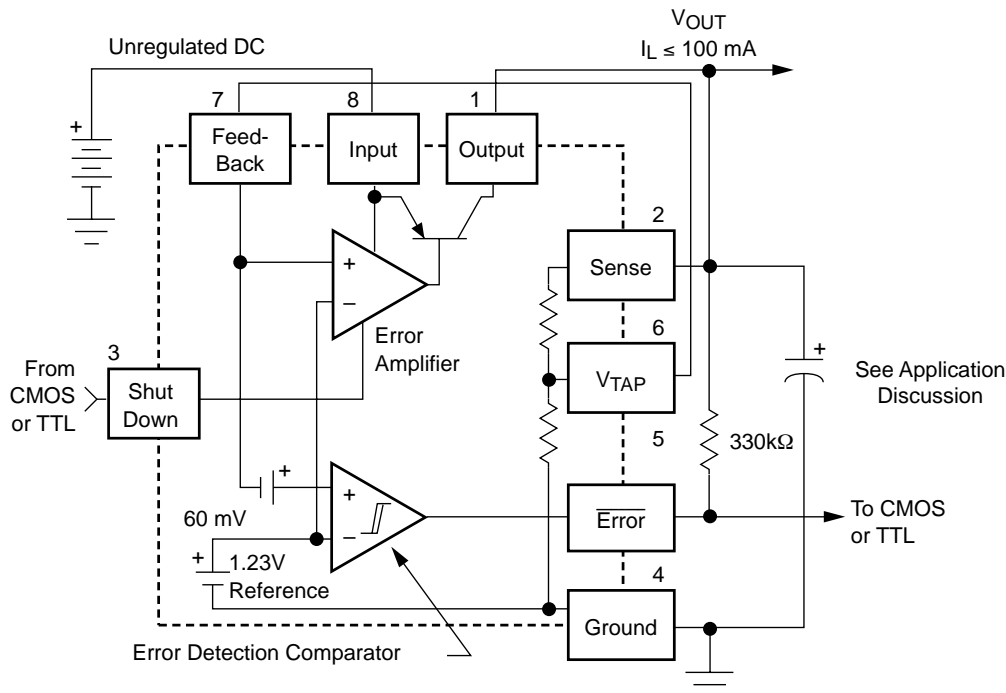 VOUT
IL ≤ 100 mA
Unregulated DC
7
8
1
+
Feed-
Back
Input
Output
2
Sense
+
−
Error
Amplifier
6
VTAP
+
See Application
Discussion
3
From
CMOS
or TTL
Shut
Down
5
330kΩ
+
+
−
60 mV
Error
To CMOS
or TTL
+
1.23V
Reference
4
Ground
Error Detection Comparator